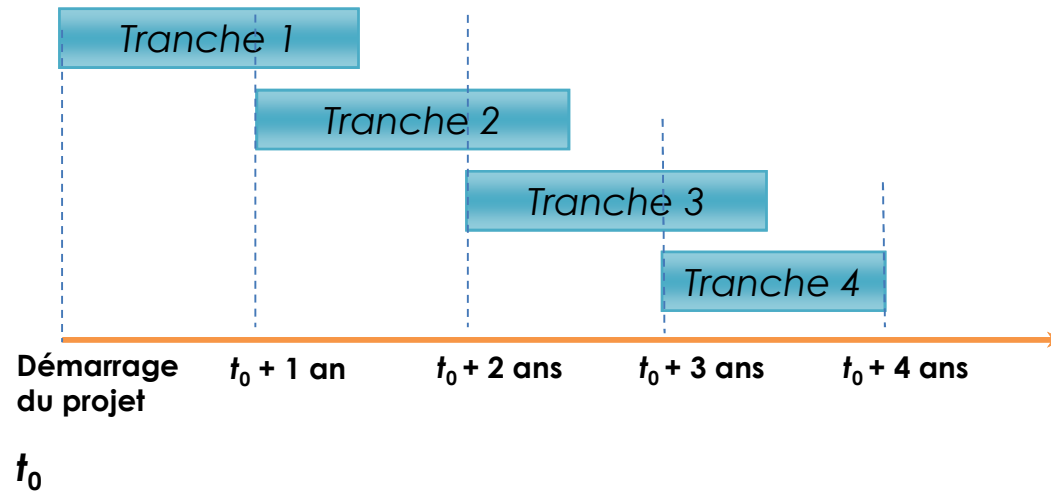 Tranche 1
Tranche 2
Tranche 3
Tranche 4
Démarrage
du projet
t₀ + 1 an
t₀ + 2 ans
t₀ + 3 ans
t₀ + 4 ans
t₀